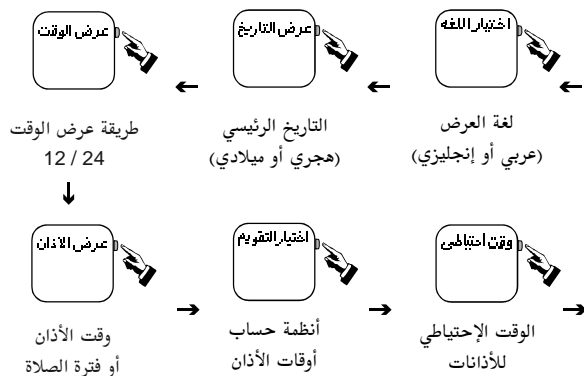 اختيار اللغه
لغة العرض
(عربي أو إنجليزي)
عرض التاريخ
التاريخ الرئيسي
(هجري أو ميلادي)
عرض الوقت
طريقة عرض الوقت
12 / 24
عرض الاذان
وقت الأذان
أو فترة الصلاة
اختيار التقويم
أنظمة حساب
أوقات الأذان
وقت احتياطى
الوقت الإحتياطي
للأذانات